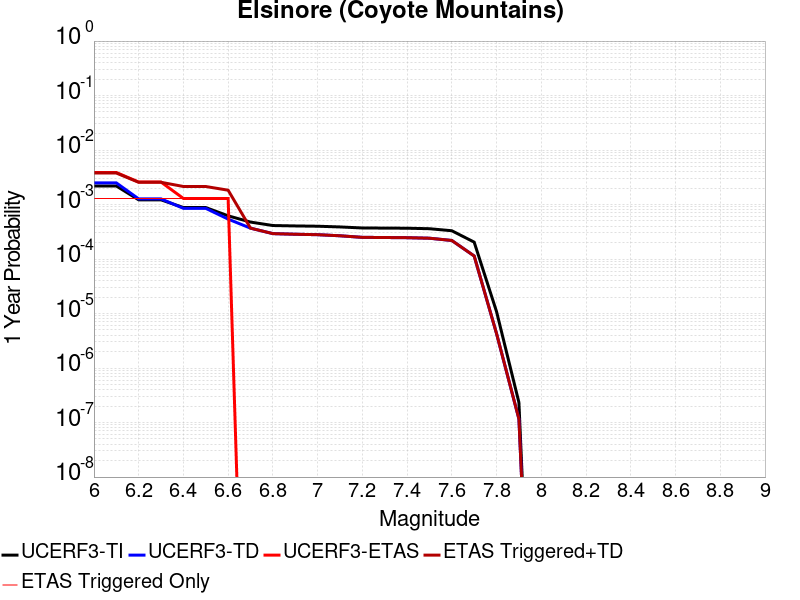 Elsinore (Coyote Mountains)
10^0
10^-1
10^-2
10^-3
10^-4
10^-5
10^-6
10^-7
10^-8
1 Year Probability
6 6.2 6.4 6.6 6.8 7 7.2 7.4 7.6 7.8 8 8.2 8.4 8.6 8.8 9
Magnitude
UCERF3-TI UCERF3-TD UCERF3-ETAS ETAS Triggered+TD
ETAS Triggered Only